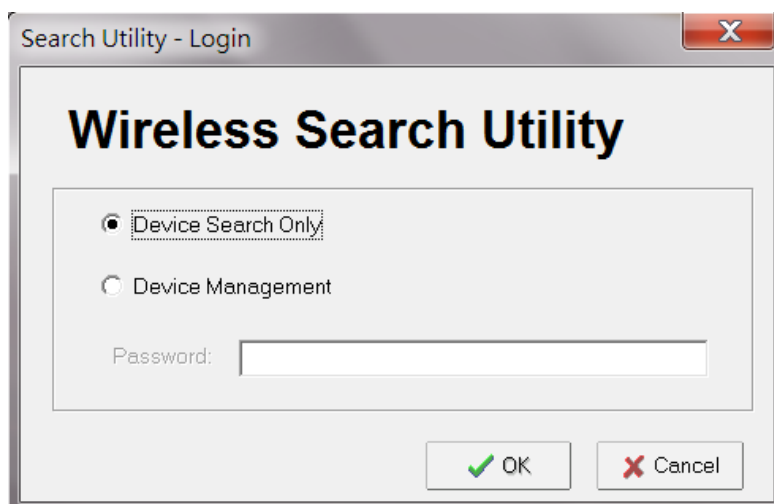 Search Utility - Login
Wireless Search Utility
Device Search Only
Device Management
Password:
OK
Cancel